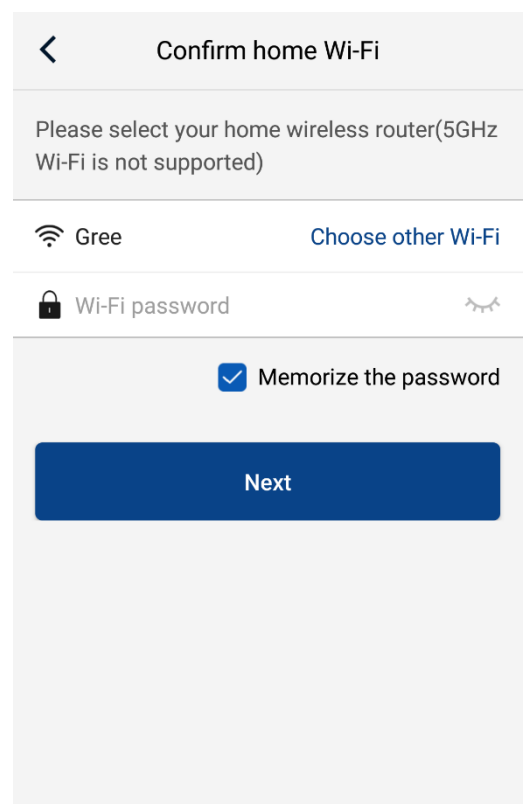 Confirm home Wi-Fi
Please select your home wireless router(5GHz
Wi-Fi is not supported)
Gree
Choose other Wi-Fi
Wi-Fi password
Memorize the password
Next